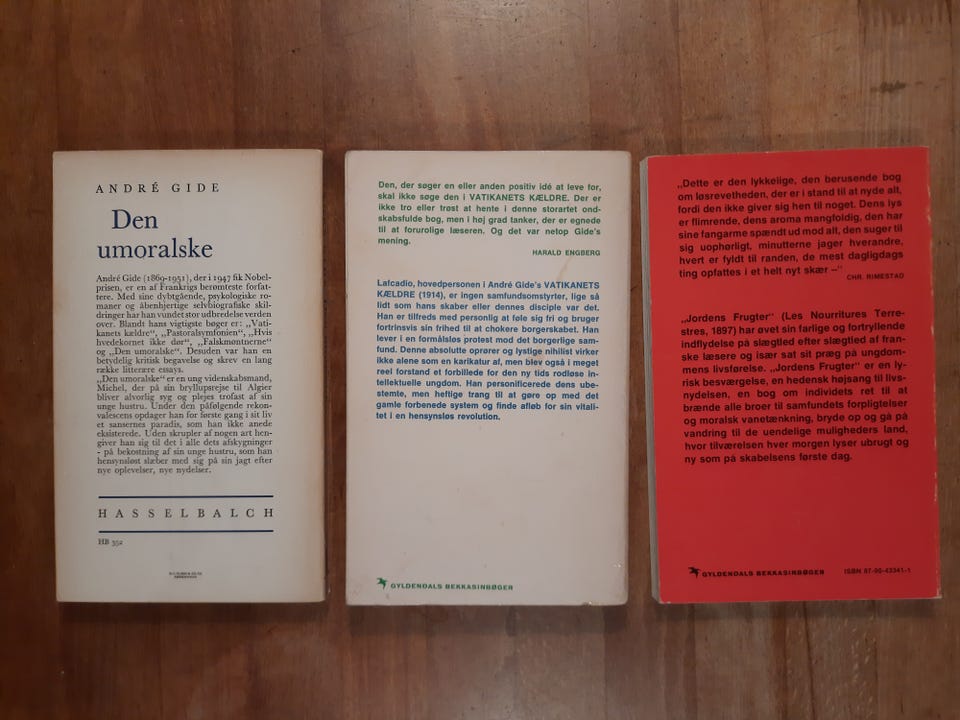 ANDRÉ GIDE
Den
umoralske
André Gide (1869-1951), der i 1947 fik Nobel-
prisen, er en af Frankrigs berømteste forfat-
tere. Med sine dybtgående, psykologiske ro-
maner og åbenhjertige selvbiografiske skil-
dringer har han vundet stor udbredelse verden
over. Blandt hans vigtigste bøger er: „Vati-
kanets kældre“, „Pastoralsymfonien“, „Hvis
hvedekornet ikke dør“, „Falskmøntnerne“
og „Den umoralske“. Desuden var han en
betydelig kritisk begavelse og skrev en lang
række litterære essays.
„Den umoralske“ er en ung videnskabsmand,
Michel, der på sin bryllupsrejse til Algier
bliver alvorlig syg og plejes trofast af sin
unge hustru. Under den påfølgende rekon-
valescens opdager han for første gang i sit liv
et sansernes paradis, som han ikke anede
eksisterede. Uden skrupler af nogen art hen-
giver han sig til det i alle dets afskygninger
- på bekostning af sin unge hustru, som han
hensynsløst slæber med sig på sin jagt efter
nye oplevelser, nye nydelser.
HASSELBALCH
HB 352
Den, der søger en eller anden positiv idé at leve for,
skal ikke søge den i VATIKANETS KÆLDRE. Der er
ikke tro eller trøst at hente i denne storartet ond-
skabsfulde bog, men i høj grad tanker, der er egnede
til at forurolige læseren. Og det var netop Gide's
mening.
HARALD ENGBERG
Lafcadio, hovedpersonen i André Gide's VATIKANETS
KÆLDRE (1914), er ingen samfundsomstyrter, lige så
lidt som hans skaber eller dennes disciple var det.
Han er tilfreds med personlig at føle sig fri og bruger
fortrinsvis sin frihed til at chokere borgerskabet. Han
lever i en formålsløs protest mod det borgerlige sam-
fund. Denne absolutte oprører og lystige nihilist virker
ikke alene som en karikatur af, men blev også i meget
reel forstand et forbillede for den ny tids rodløse in-
tellektuelle ungdom. Han personificerede dens ube-
stemte, men heftige trang til at gøre op med det
gamle forbenede system og finde afløb for sin vitali-
tet i en hensynsløs revolution.
GYLDENDALS BEKKASINBØGER
„Dette er den lykkelige, den berusende bog
om løsrevetheden, der er i stand til at nyde alt,
fordi den ikke giver sig hen til noget. Dens lys
er flimrende, dens aroma mangfoldig, den har
sine fangarme spændt ud mod alt, den suger til
sig uophørligt, minutterne jager hverandre,
hvert er fyldt til randen, de mest dagligdags
ting opfattes i et helt nyt skær –“
CHR. RIMESTAD
„Jordens Frugter“ (Les Nourritures Terre-
stres, 1897) har øvet sin farlige og fortryllende
indflydelse på slægtled efter slægtled af fran-
ske læsere og især sat sit præg på ungdom-
mens livsførelse. „Jordens Frugter“ er en ly-
risk besværgelse, en hedensk højsang til livs-
nydelsen, en bog om individets ret til at
brænde alle broer til samfundets forpligtelser
og moralsk vanetænkning, bryde op og gå på
vandring til de uendelige muligheders land,
hvor tilværelsen hver morgen lyser ubrugt og
ny som på skabelsens første dag.
GYLDENDALS BEKKASINBØGER
ISBN 87-00-43341-1